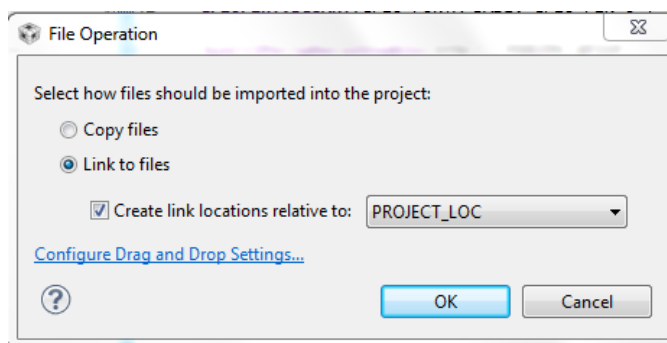 File Operation
Select how files should be imported into the project:
Copy files
Link to files
Create link locations relative to: PROJECT_LOC
Configure Drag and Drop Settings...
OK Cancel